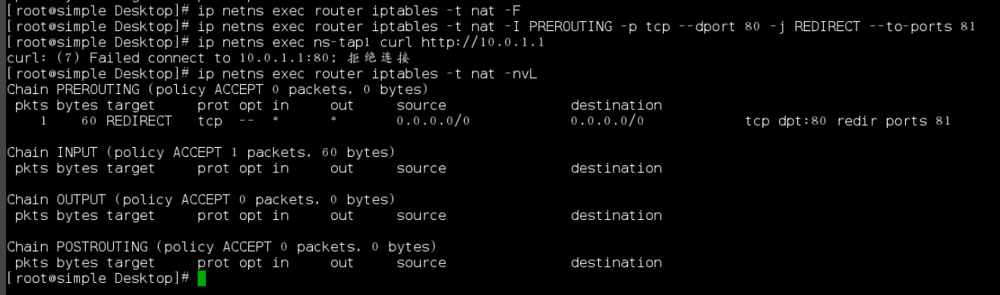 [root@simple Desktop]# ip netns exec router iptables -t nat -F
[root@simple Desktop]# ip netns exec router iptables -t nat -I PREROUTING -p tcp --dport 80 -j REDIRECT --to-ports 81
[root@simple Desktop]# ip netns exec ns-tap1 curl http://10.0.1.1
curl: (7) Failed connect to 10.0.1.1:80; 拒绝连接
[root@simple Desktop]# ip netns exec router iptables -t nat -nvL
Chain PREROUTING (policy ACCEPT 0 packets, 0 bytes)
 pkts bytes target     prot opt in     out     source               destination
    1    60 REDIRECT   tcp  --  *      *       0.0.0.0/0            0.0.0.0/0            tcp dpt:80 redir ports 81

Chain INPUT (policy ACCEPT 1 packets, 60 bytes)
 pkts bytes target     prot opt in     out     source               destination

Chain OUTPUT (policy ACCEPT 0 packets, 0 bytes)
 pkts bytes target     prot opt in     out     source               destination

Chain POSTROUTING (policy ACCEPT 0 packets, 0 bytes)
 pkts bytes target     prot opt in     out     source               destination
[root@simple Desktop]#